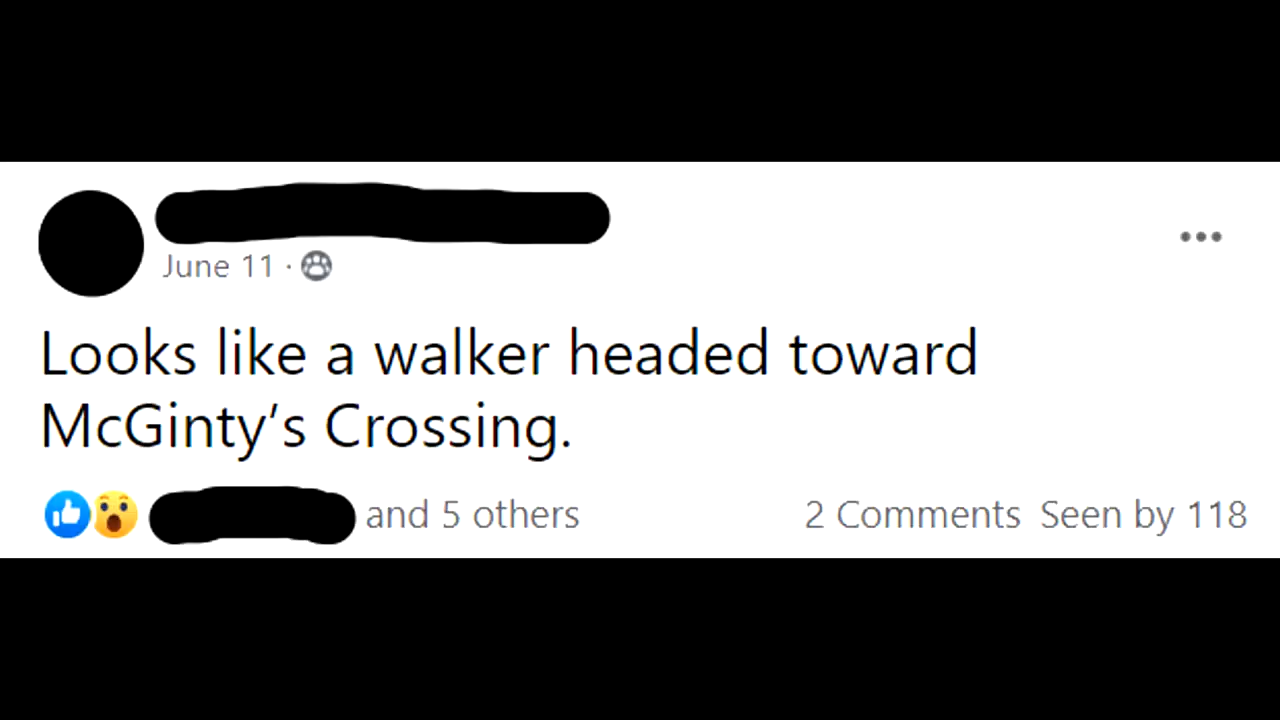 June 11 ·
Looks like a walker headed toward
McGinty's Crossing.
and 5 others 2 Comments Seen by 118